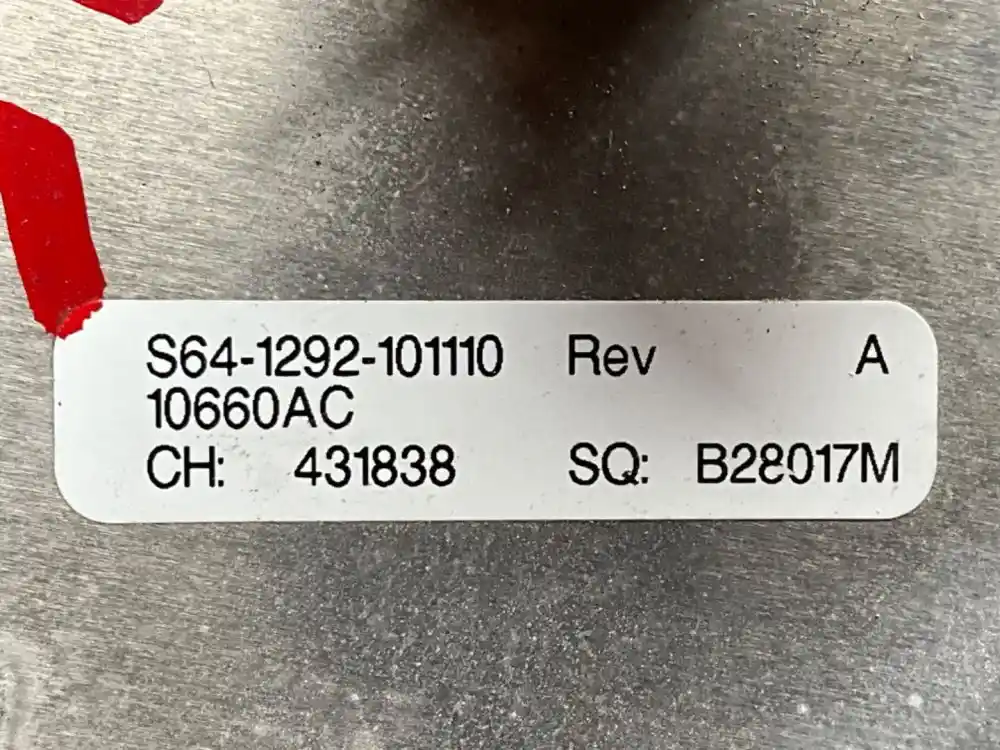 S64-1292-101110 Rev A
10660AC
CH: 431838 SQ: B28017M